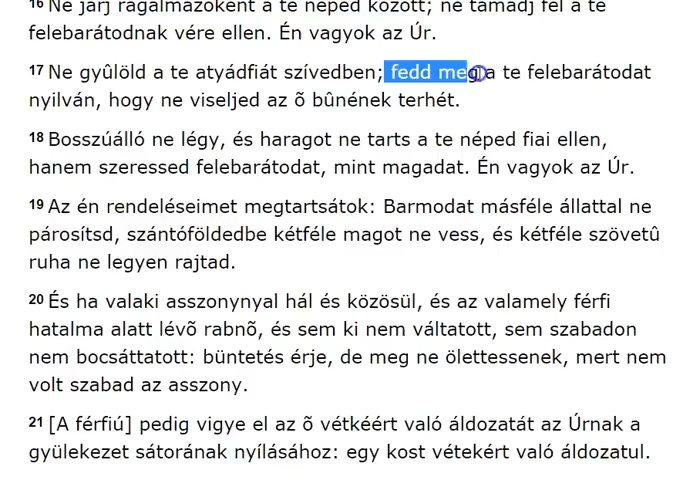 16 Ne járj rágalmazóként a te néped között; ne támadj fel a te
felebarátodnak vére ellen. Én vagyok az Úr.
17 Ne gyûlöld a te atyádfiát szívedben; fedd meg a te felebarátodat
nyilván, hogy ne viseljed az õ bûnének terhét.
18 Bosszúálló ne légy, és haragot ne tarts a te néped fiai ellen,
hanem szeressed felebarátodat, mint magadat. Én vagyok az Úr.
19 Az én rendeléseimet megtartsátok: Barmodat másféle állattal ne
párosítsd, szántóföldedbe kétféle magot ne vess, és kétféle szövetû
ruha ne legyen rajtad.
20 És ha valaki asszonynyal hál és közösül, és az valamely férfi
hatalma alatt lévõ rabnõ, és sem ki nem váltatott, sem szabadon
nem bocsáttatott: büntetés érje, de meg ne ölettessenek, mert nem
volt szabad az asszony.
21 [A férfiú] pedig vigye el az õ vétkéért való áldozatát az Úrnak a
gyülekezet sátorának nyílásához: egy kost vétekért való áldozatul.